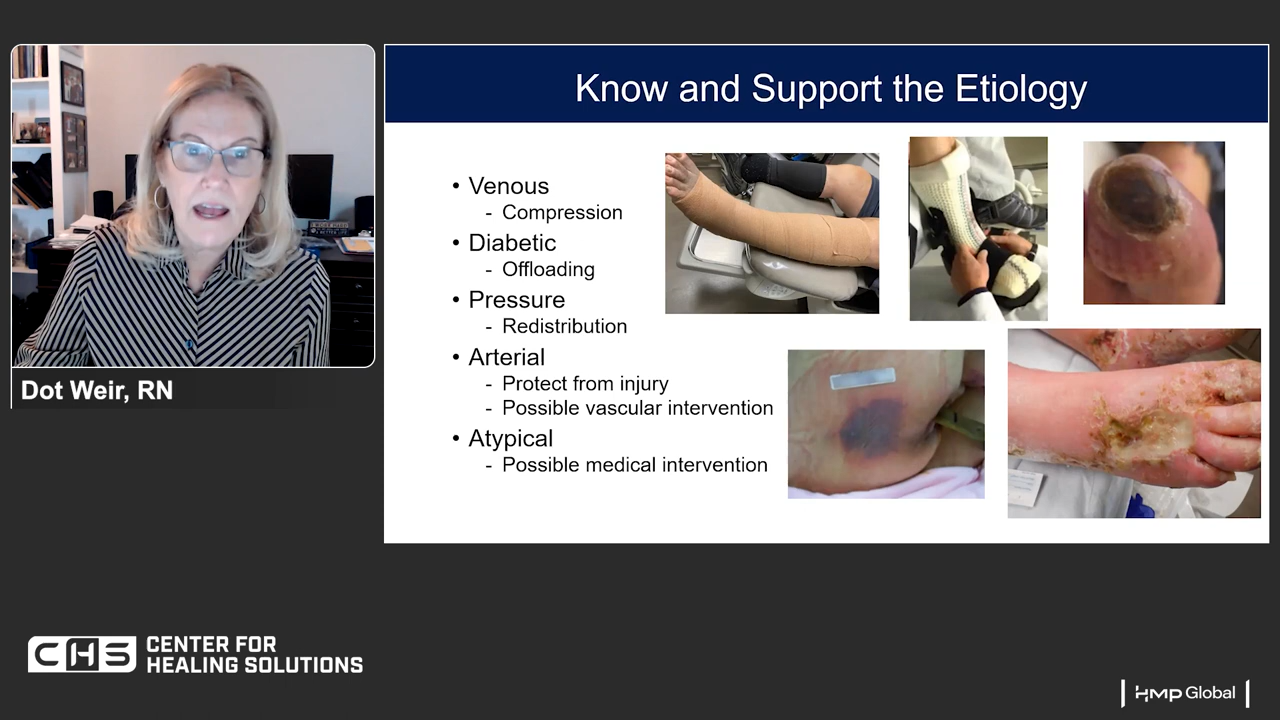 Know and Support the Etiology
• Venous
- Compression
• Diabetic
- Offloading
• Pressure
- Redistribution
• Arterial
- Protect from injury
- Possible vascular intervention
• Atypical
- Possible medical intervention
Dot Weir, RN
CHS CENTER FOR
HEALING SOLUTIONS
HMP Global